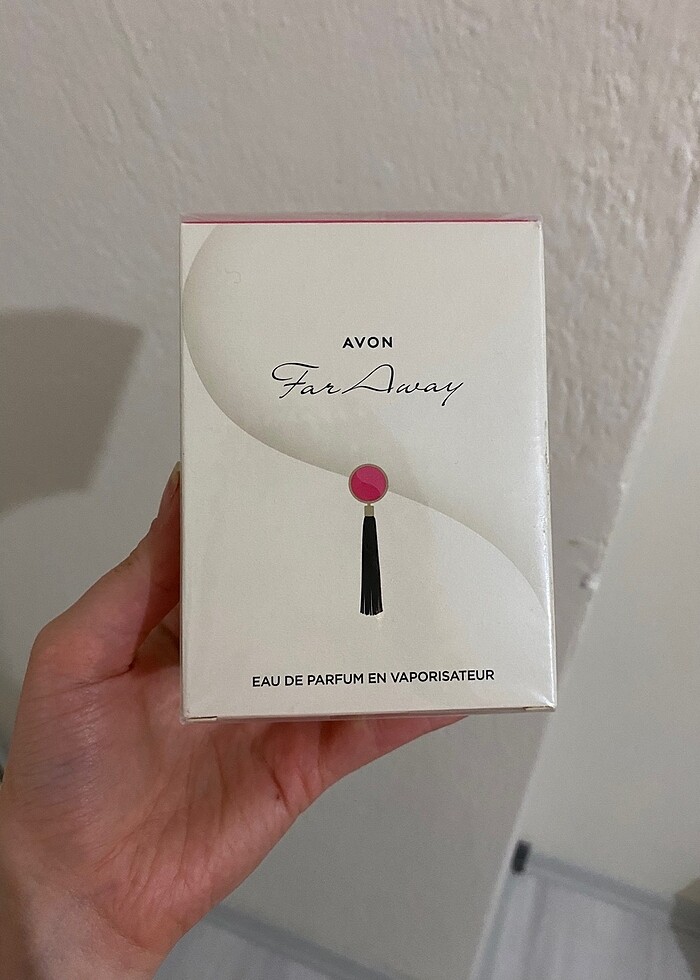 AVON
Far Away
EAU DE PARFUM EN VAPORISATEUR